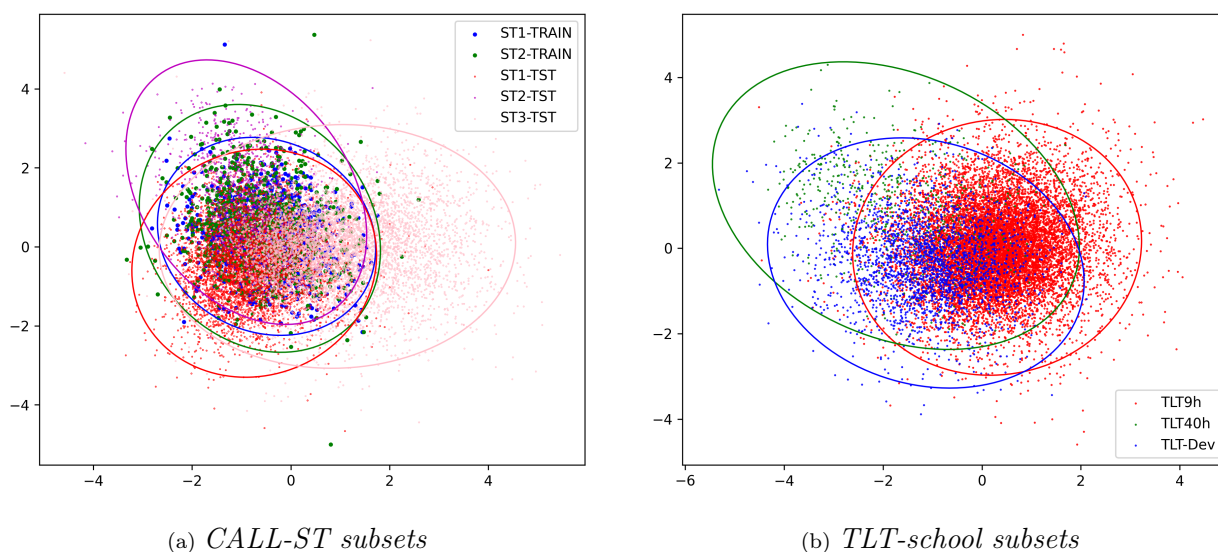 ST1-TRAIN
ST2-TRAIN
ST1-TST
ST2-TST
ST3-TST
4
2
0
−2
−4
−4 −2 0 2 4
(a) CALL-ST subsets
4
2
0
−2
−4
TLT9h
TLT40h
TLT-Dev
−6 −4 −2 0 2 4
(b) TLT-school subsets